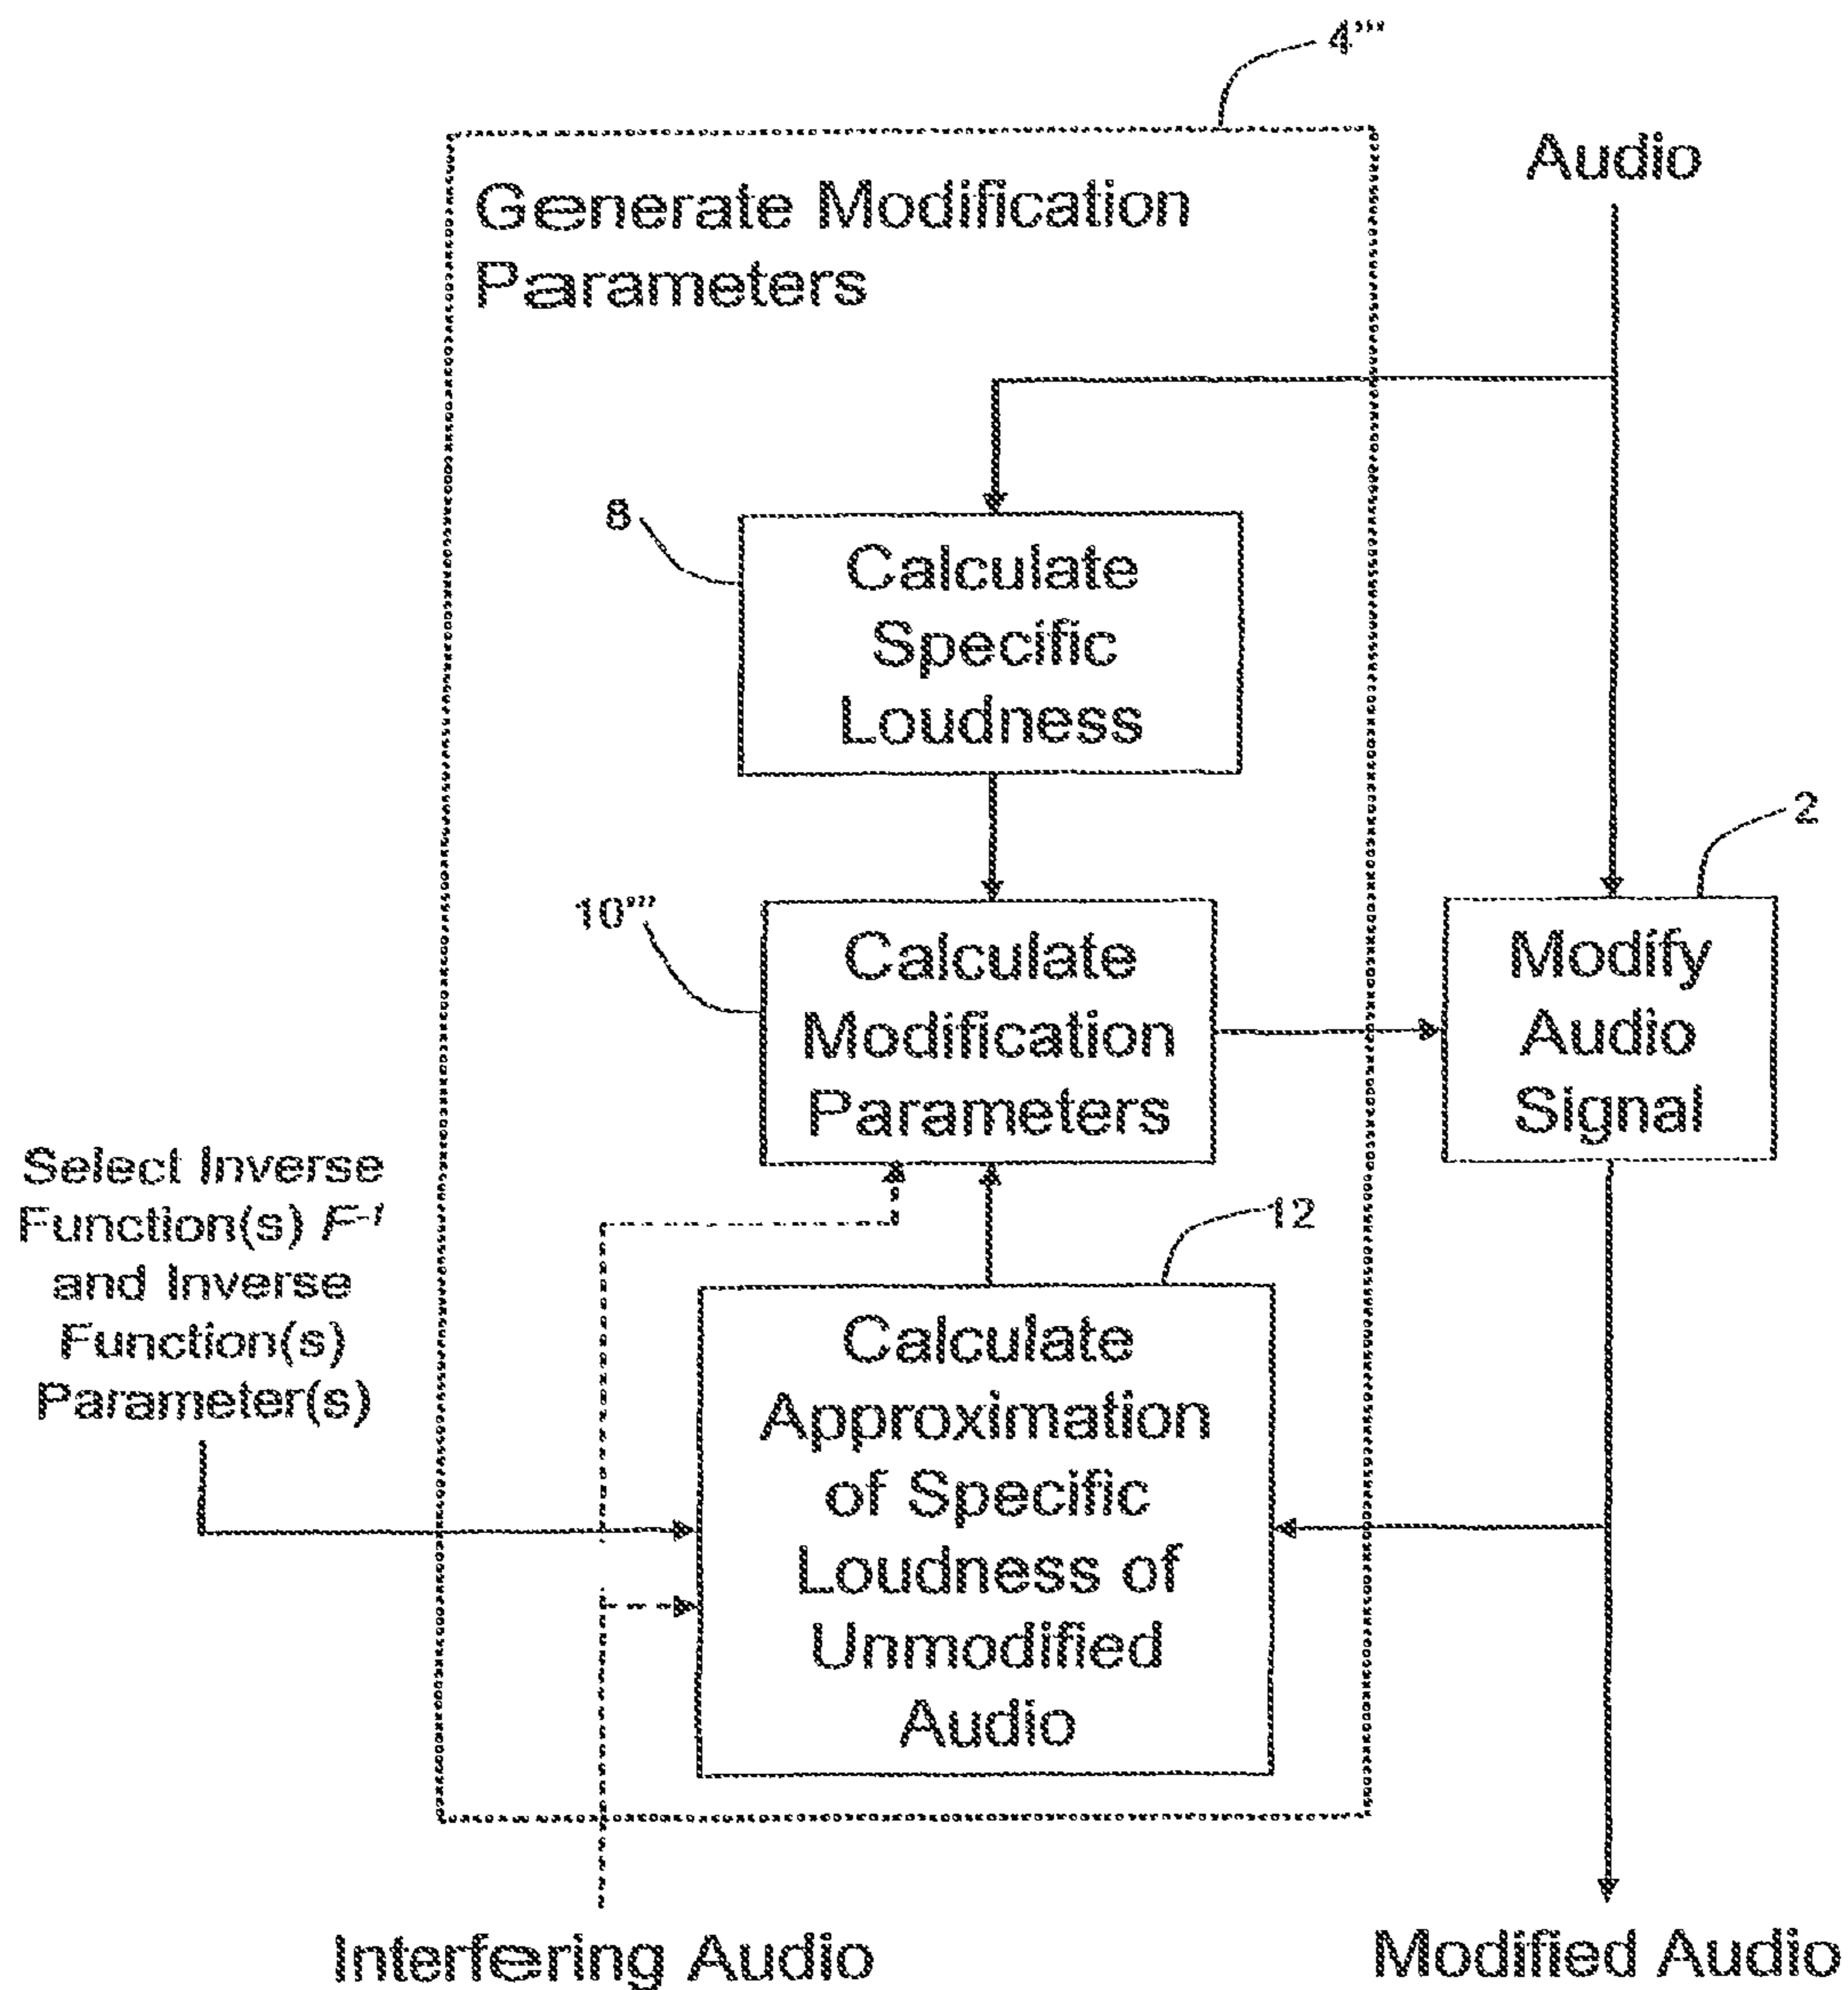 4'''
Audio
Generate Modification
Parameters
8
Calculate
Specific
Loudness
2
10'''
Calculate
Modification
Parameters
Modify
Audio
Signal
Select Inverse
Function(s) F⁻¹
and Inverse
Function(s)
Parameter(s)
12
Calculate
Approximation
of Specific
Loudness of
Unmodified
Audio
Interfering Audio
Modified Audio